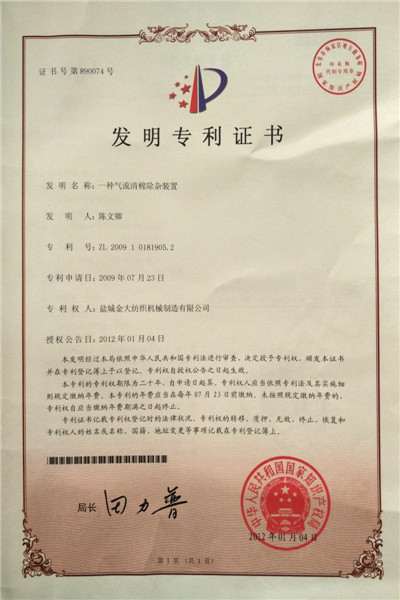 证书号第890074号
发明专利证书
发明名称：一种气流清棉除杂装置
发明人：陈文卿
专利号：ZL 2009 1 0181905.2
专利申请日：2009年07月23日
专利权人：盐城金大纺织机械制造有限公司
授权公告日：2012年01月04日
本发明经过本局依照中华人民共和国专利法进行审查，决定授予专利权，颁发本证书
并在专利登记簿上予以登记。专利权自授权公告之日起生效。
本专利的专利权期限为二十年，自申请日起算。专利权人应当依照专利法及其实施细
则规定缴纳年费。本专利的年费应当在每年07月23日前缴纳。未按照规定缴纳年费的，
专利权自应当缴纳年费期满之日起终止。
专利证书记载专利权登记时的法律状况。专利权的转移、质押、无效、终止、恢复和
专利权人的姓名或名称、国籍、地址变更等事项记载在专利登记簿上。
局长
田力普
中华人民共和国国家知识产权局
2012年01月04日
第1页（共1页）